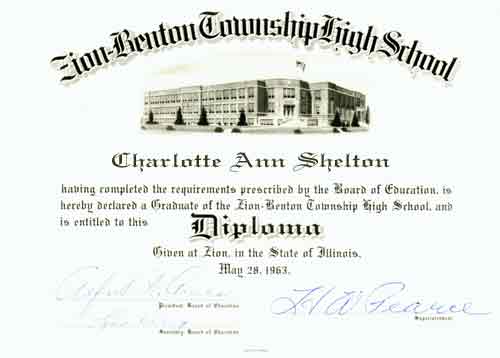 Zion-Benton Township High School
Charlotte Ann Shelton
having completed the requirements prescribed by the Board of Education, is
hereby declared a Graduate of the Zion-Benton Township High School, and
is entitled to this Diploma
Given at Zion, in the State of Illinois,
May 28, 1963.
President Board of Education
H W Pearce
Superintendent
Secretary Board of Education